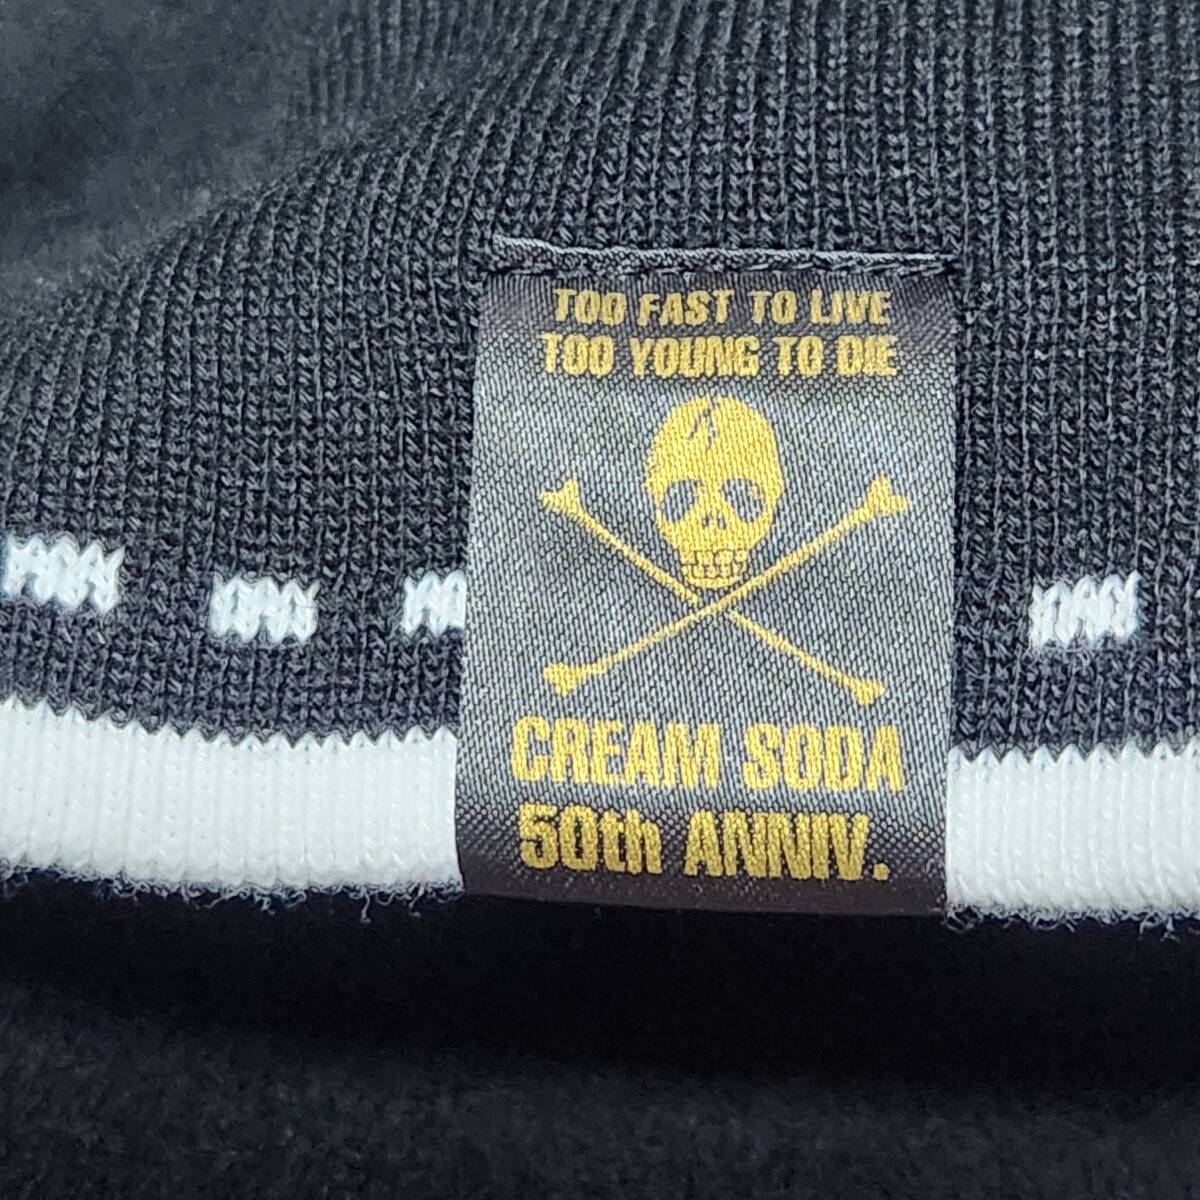 TOO FAST TO LIVE
TOO YOUNG TO DIE
CREAM SODA
50th ANNIV.